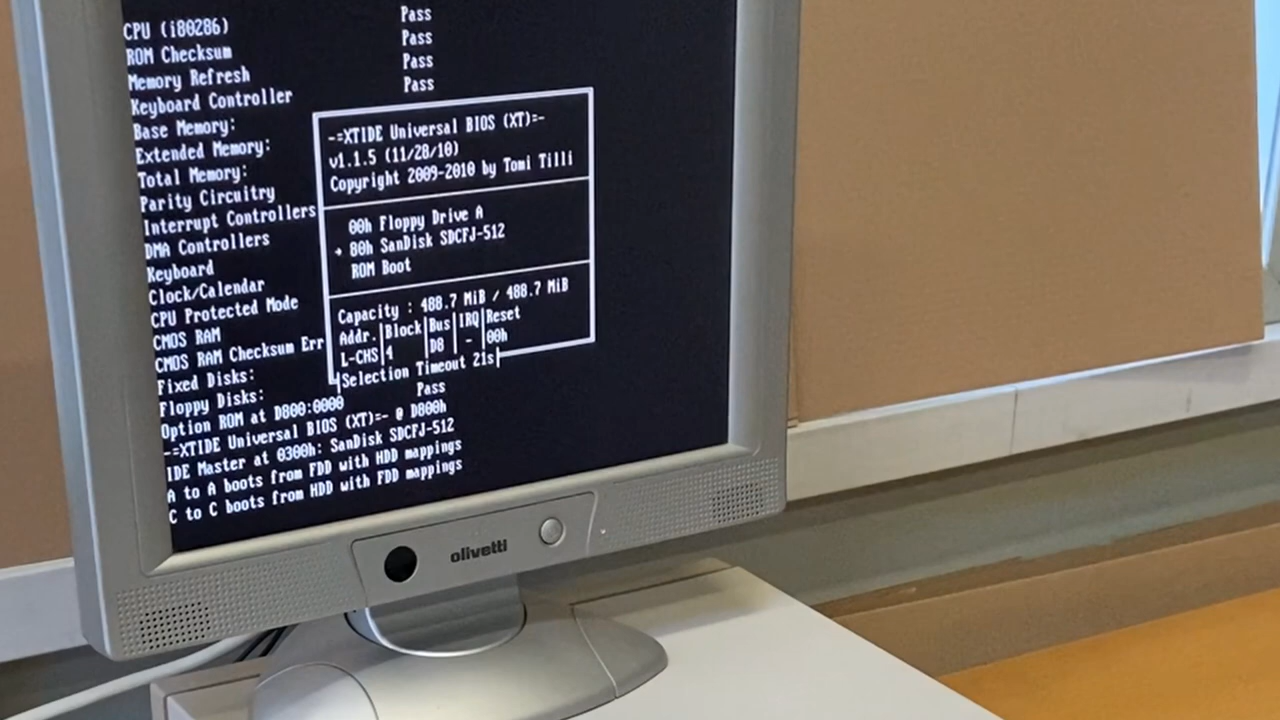 CPU (i80286) Pass
ROM Checksum Pass
Memory Refresh Pass
Keyboard Controller Pass
Base Memory:
Extended Memory:
Total Memory:
Parity Circuitry
Interrupt Controllers
DMA Controllers
Keyboard
Clock/Calendar
CPU Protected Mode
CMOS RAM
CMOS RAM Checksum Err
Fixed Disks:
Floppy Disks: Pass
Option ROM at D800:0000
-=XTIDE Universal BIOS (XT)=- @ D800h
IDE Master at 0300h: SanDisk SDCFJ-512
A to A boots from FDD with HDD mappings
C to C boots from HDD with FDD mappings
-=XTIDE Universal BIOS (XT)=-
v1.1.5 (11/28/10)
Copyright 2009-2010 by Tomi Tilli
00h Floppy Drive A
→ 80h SanDisk SDCFJ-512
ROM Boot
Capacity : 488.7 MiB / 488.7 MiB
Addr.|Block|Bus|IRQ|Reset
L-CHS|4|D8| - |00h
Selection Timeout 21s
olivetti